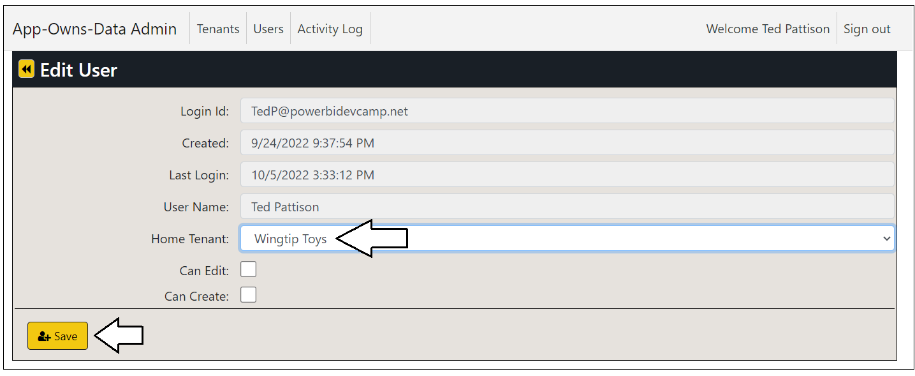 App-Owns-Data Admin Tenants Users Activity Log Welcome Ted Pattison Sign out
Edit User
Login Id: TedP@powerbidevcamp.net
Created: 9/24/2022 9:37:54 PM
Last Login: 10/5/2022 3:33:12 PM
User Name: Ted Pattison
Home Tenant: Wingtip Toys
Can Edit:
Can Create:
Save